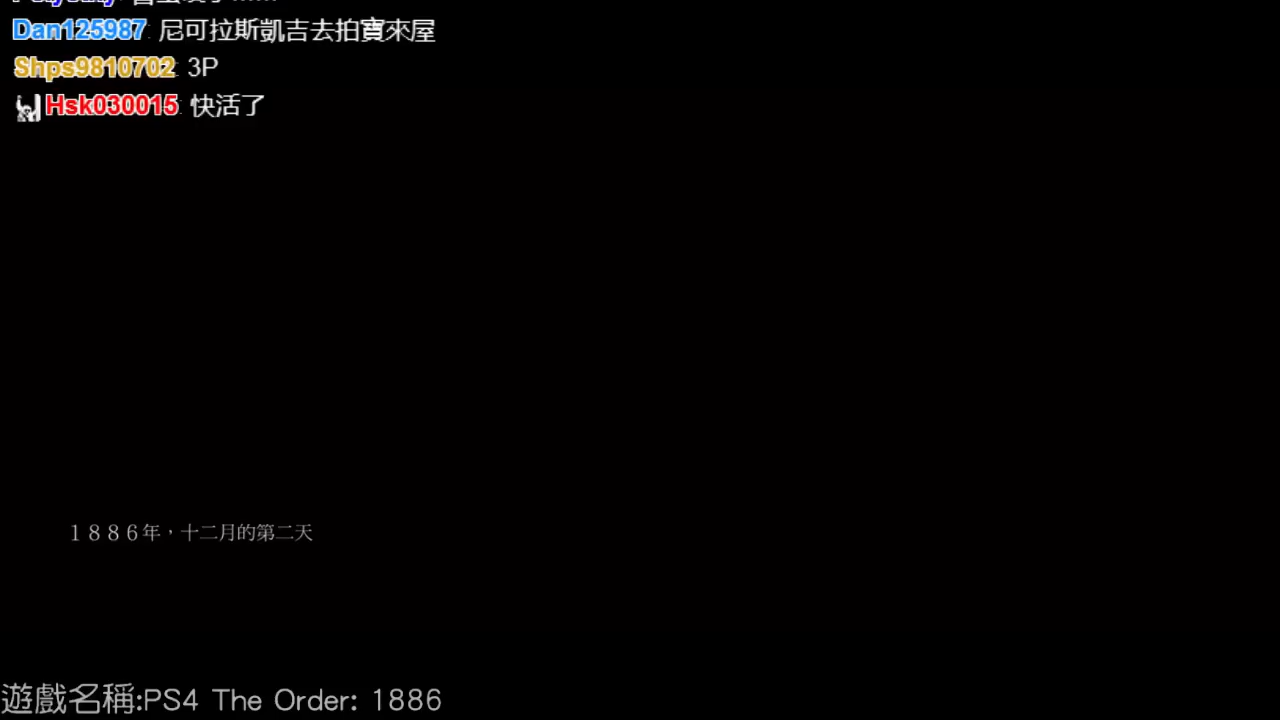 Dan125987: 尼可拉斯凱吉去拍寶來屋
Shps9810702: 3P
Hsk030015: 快活了
1886年,十二月的第二天
遊戲名稱:PS4 The Order: 1886